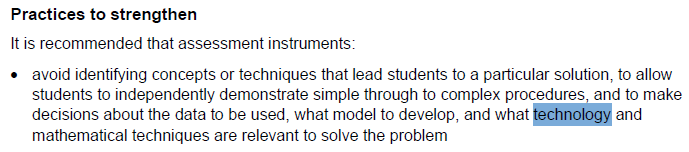 Practices to strengthen
It is recommended that assessment instruments:
• avoid identifying concepts or techniques that lead students to a particular solution, to allow
students to independently demonstrate simple through to complex procedures, and to make
decisions about the data to be used, what model to develop, and what technology and
mathematical techniques are relevant to solve the problem